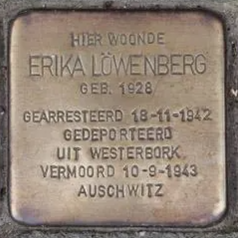 HIER WOONDE
ERIKA LÖWENBERG
GEB. 1928
GEARRESTEERD 18-11-1942
GEDEPORTEERD
UIT WESTERBORK
VERMOORD 10-9-1943
AUSCHWITZ